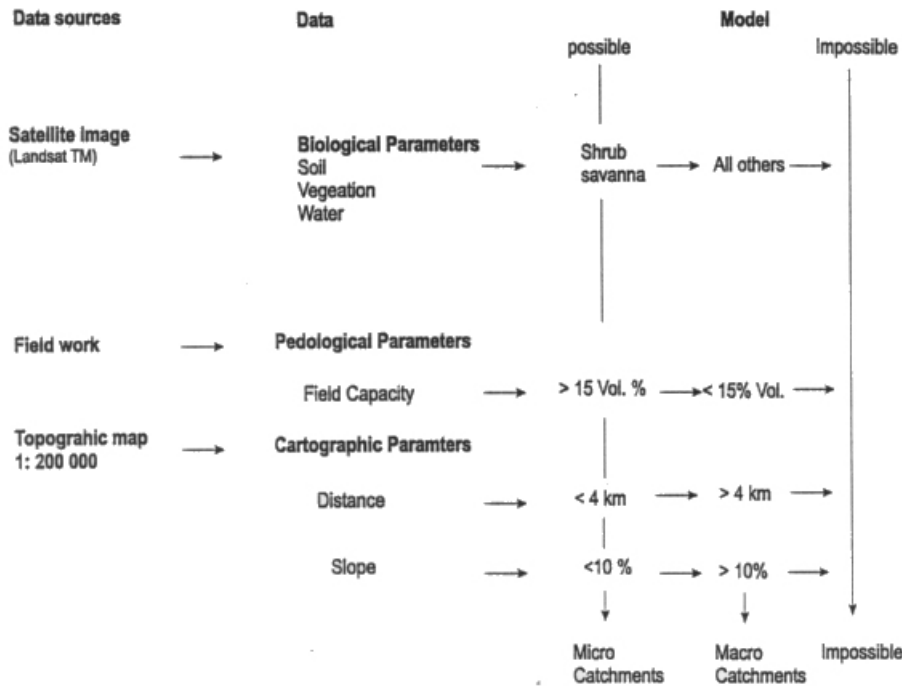 Data sources Data Model
possible Impossible
Satellite Image
(Landsat TM)
Biological Parameters
Soil
Vegeation
Water
Shrub
savanna
All others
Field work Pedological Parameters
Field Capacity > 15 Vol. % < 15% Vol.
Topograhic map
1: 200 000
Cartographic Paramters
Distance < 4 km > 4 km
Slope <10 % > 10%
Micro
Catchments
Macro
Catchments
Impossible